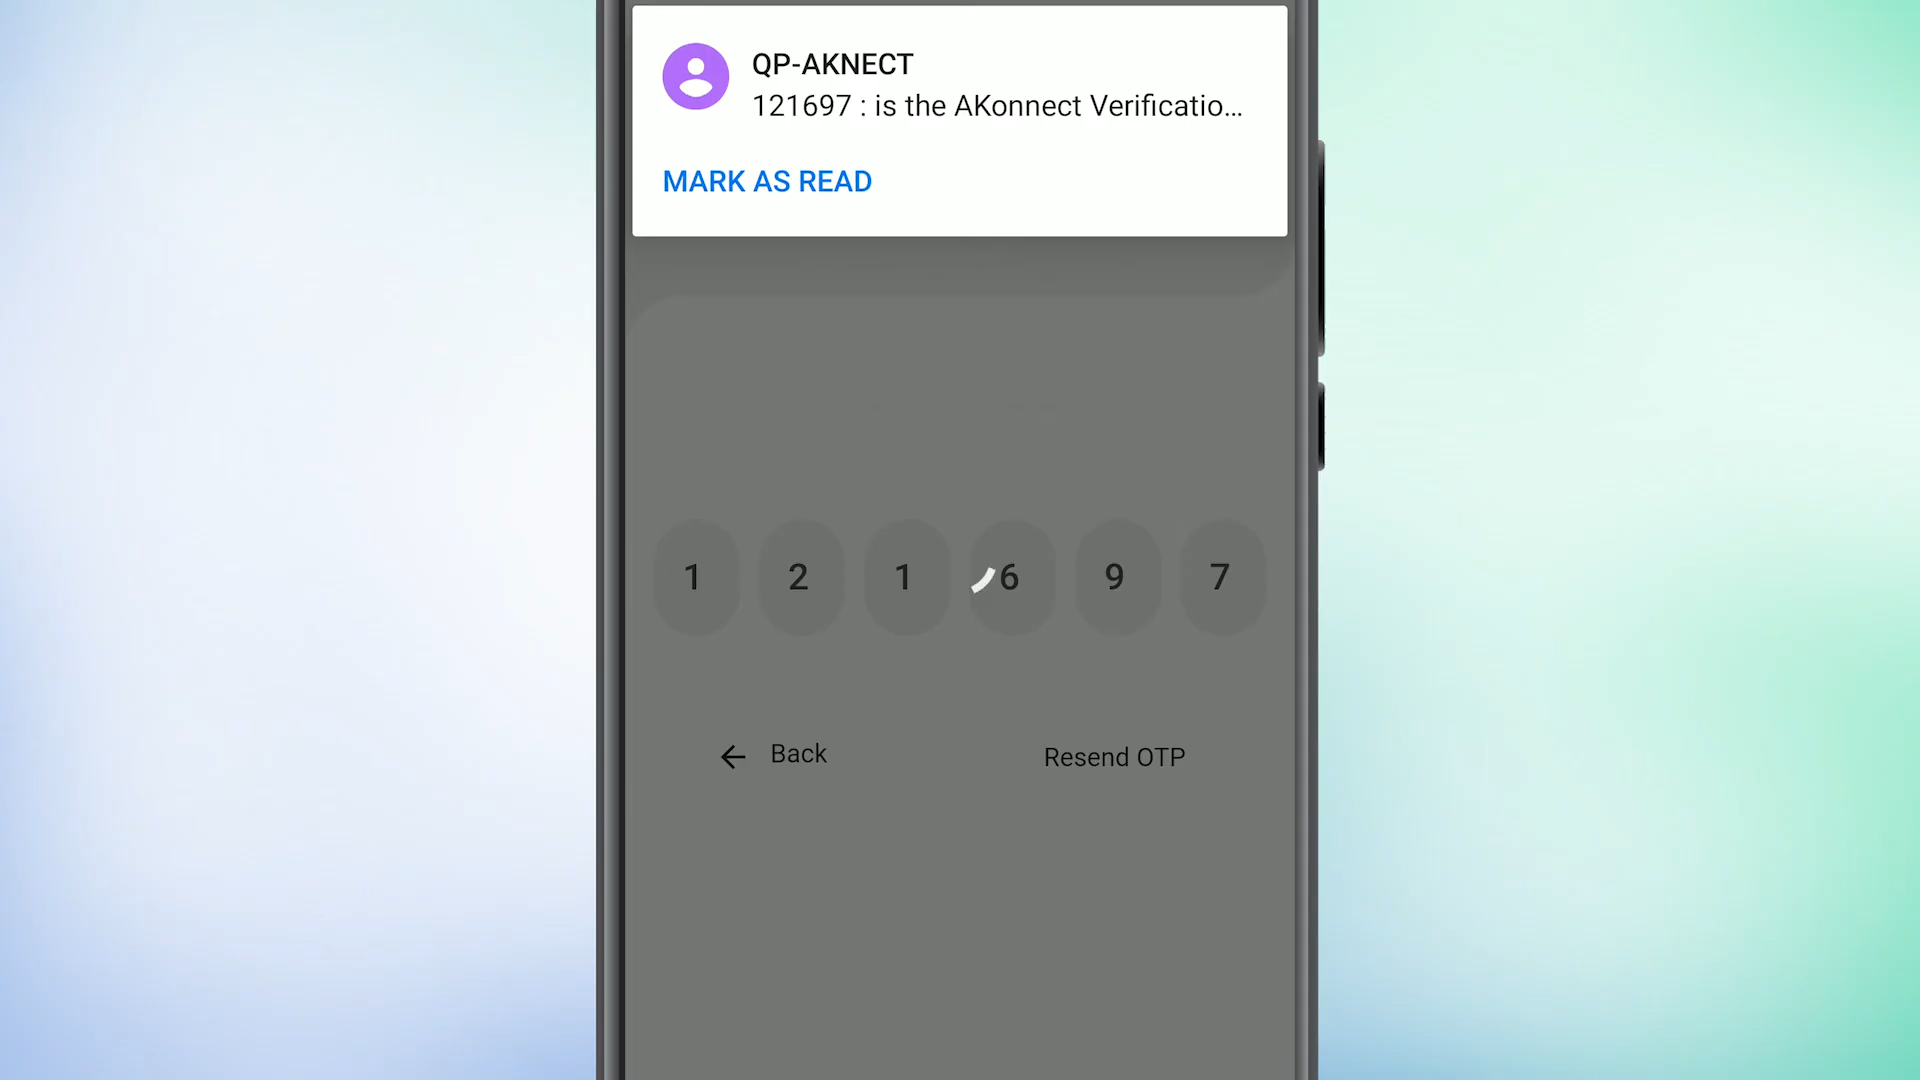 QP-AKNECT
121697 : is the AKonnect Verificatio...
MARK AS READ
1 2 1 6 9 7
Back
Resend OTP